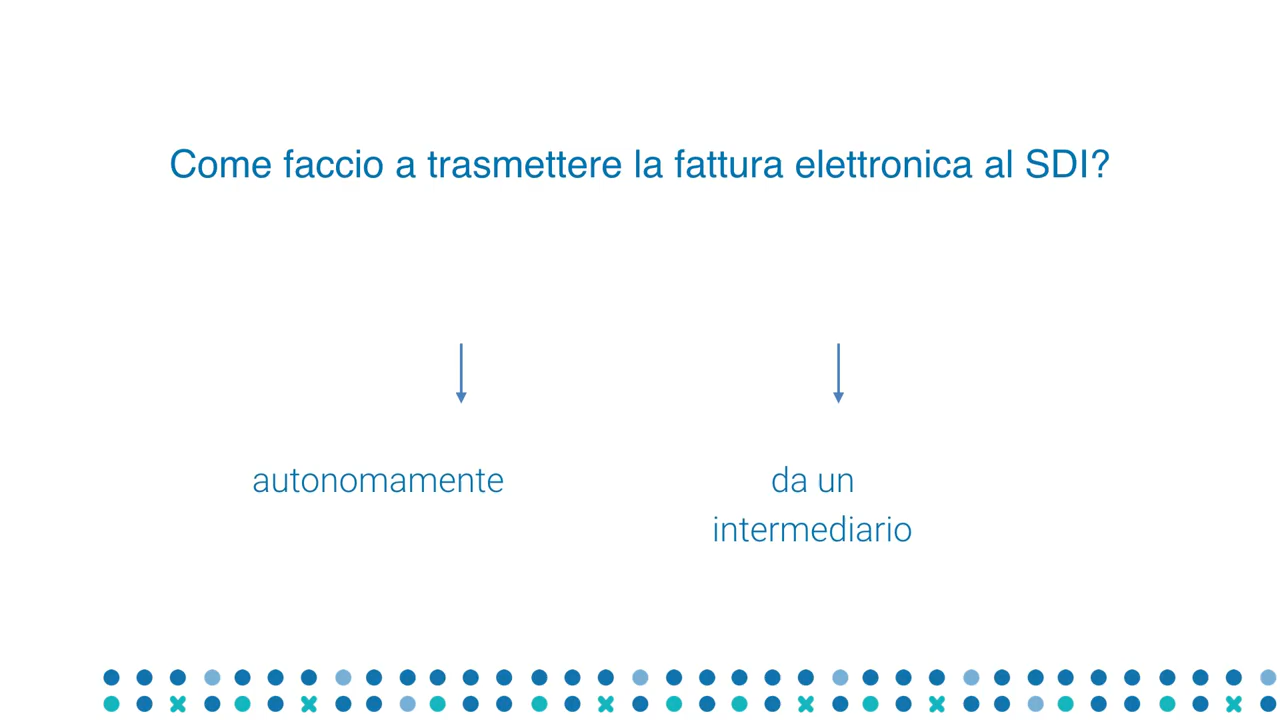 Come faccio a trasmettere la fattura elettronica al SDI?
autonomamente
da un
intermediario